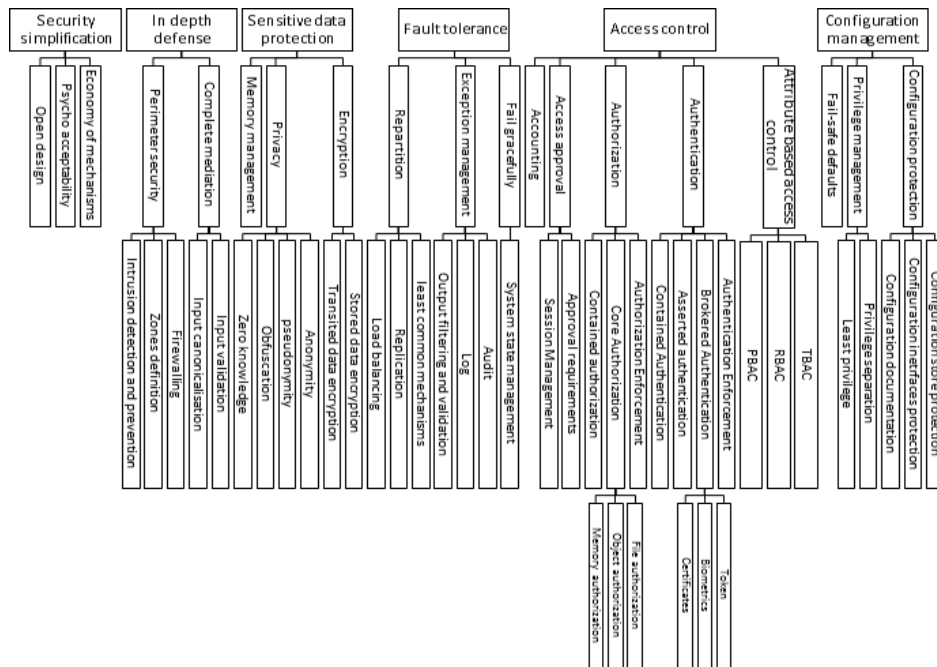 Security
simplification
In depth
defense
Sensitive data
protection
Fault tolerance
Access control
Configuration
management
Open design
Psycho acceptability
Economy of mechanisms
Perimeter security
Complete mediation
Memory management
Privacy
Encryption
Repartition
Exception management
Fail gracefully
Accounting
Access approval
Authorization
Authentication
Attribute based access
control
Fail-safe defaults
Privilege management
Configuration protection
Intrusion detection and prevention
Zones definition
Firewalling
Input canonicalisation
Input validation
Zero knowledge
Obfuscation
pseudonymity
Anonymity
Transited data encryption
Stored data encryption
Load balancing
Replication
least common mechanisms
Output filtering and validation
Log
Audit
System state management
Session Management
Approval requirements
Contained authorization
Core Authorization
Authorization Enforcement
Contained Authentication
Asserted authentication
Brokered Authentication
Authentication Enforcement
PBAC
RBAC
TBAC
Least privilege
Privilege separation
Configuration documentation
Configuration inetrfaces protection
Configuration store protection
Memory authorization
Object authorization
File authorization
Certificates
Biometrics
Token